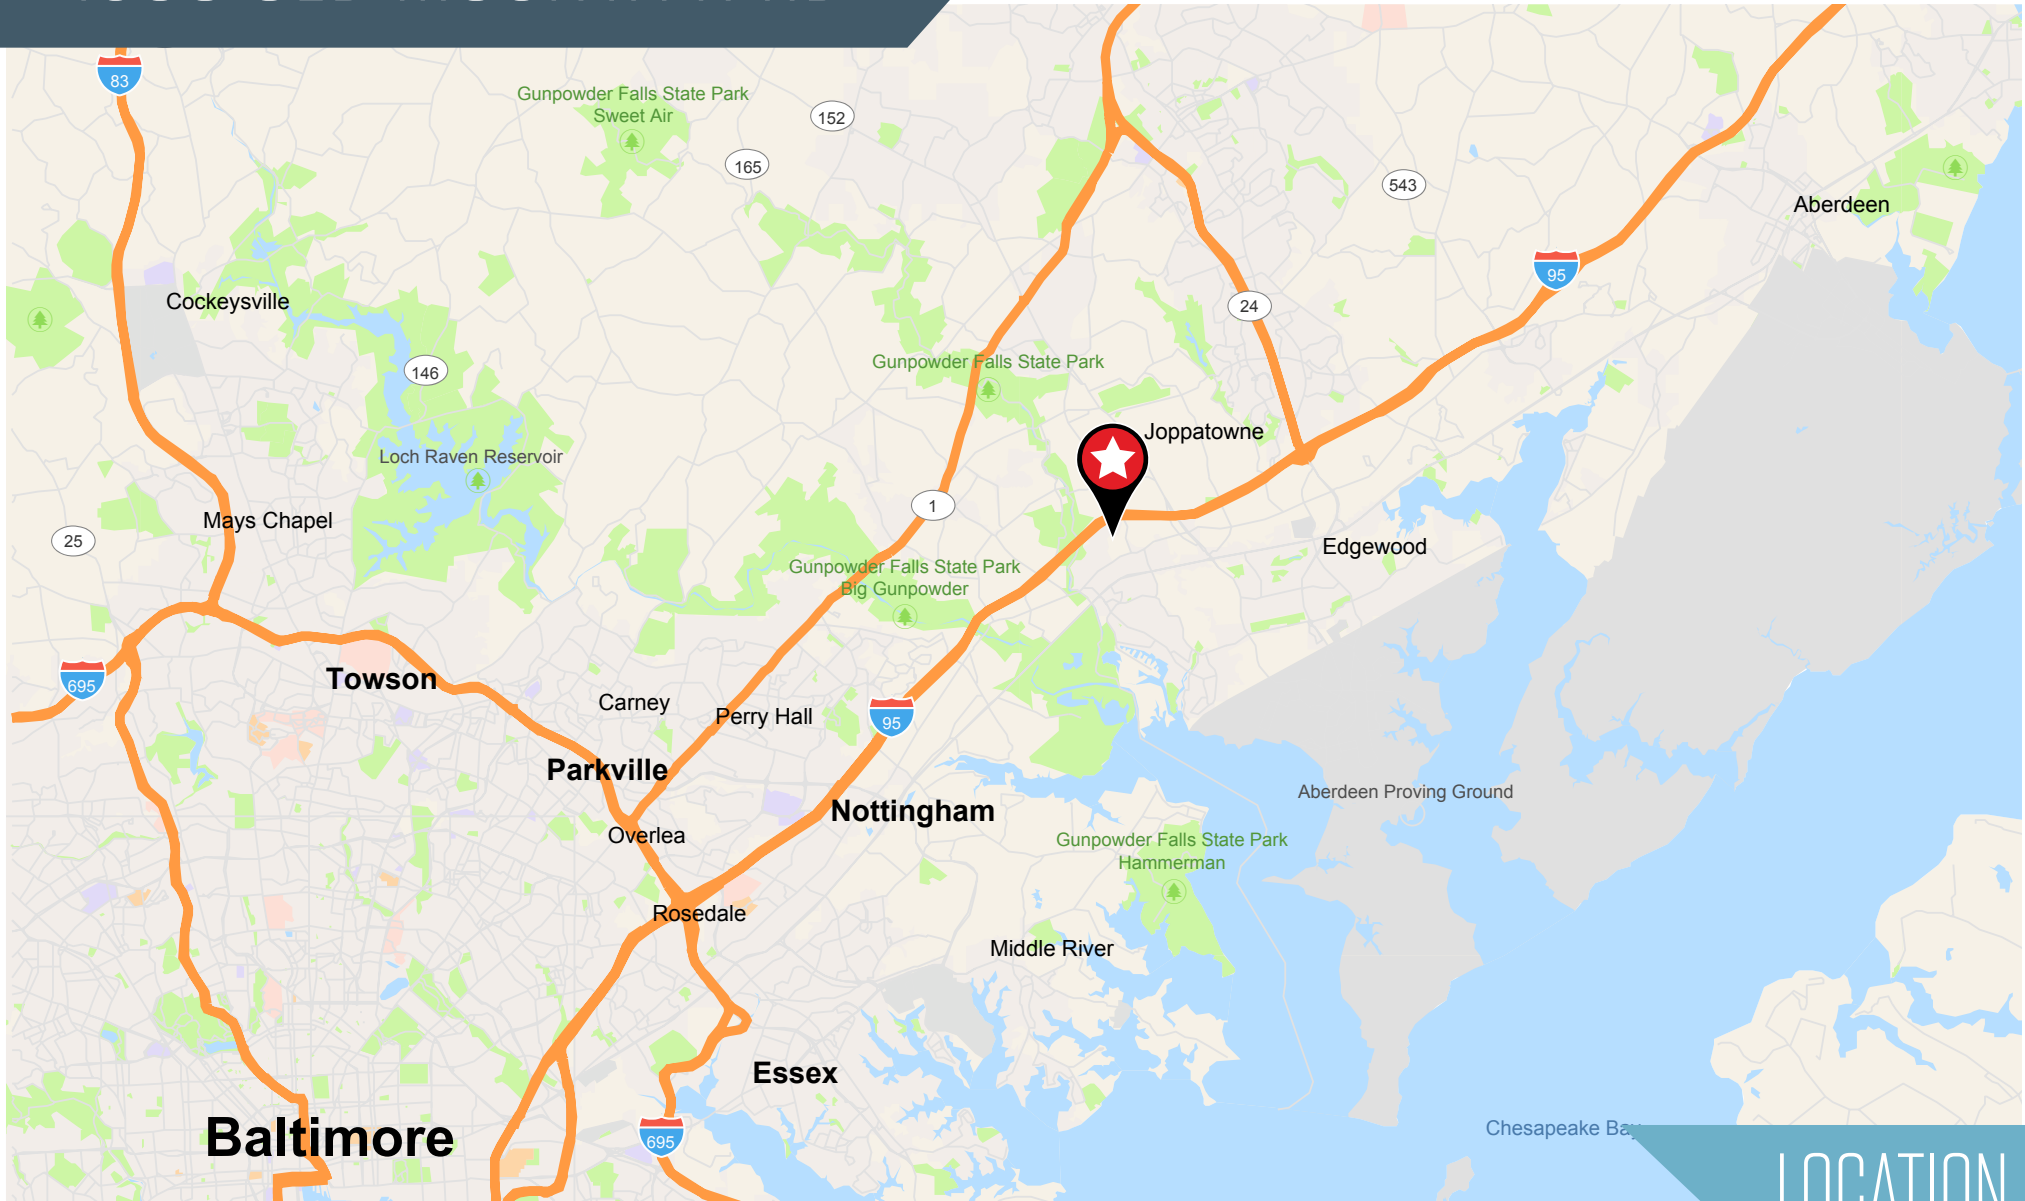 83
Gunpowder Falls State Park
Sweet Air
152
165
543
Aberdeen
95
Cockeysville
24
146
Gunpowder Falls State Park
Joppatowne
Loch Raven Reservoir
1
Mays Chapel
25
Edgewood
Gunpowder Falls State Park
Big Gunpowder
695
Towson
Carney
Perry Hall
95
Parkville
Aberdeen Proving Ground
Nottingham
Overlea
Gunpowder Falls State Park
Hammerman
Rosedale
Middle River
Essex
Baltimore
695
Chesapeake Bay
LOCATION